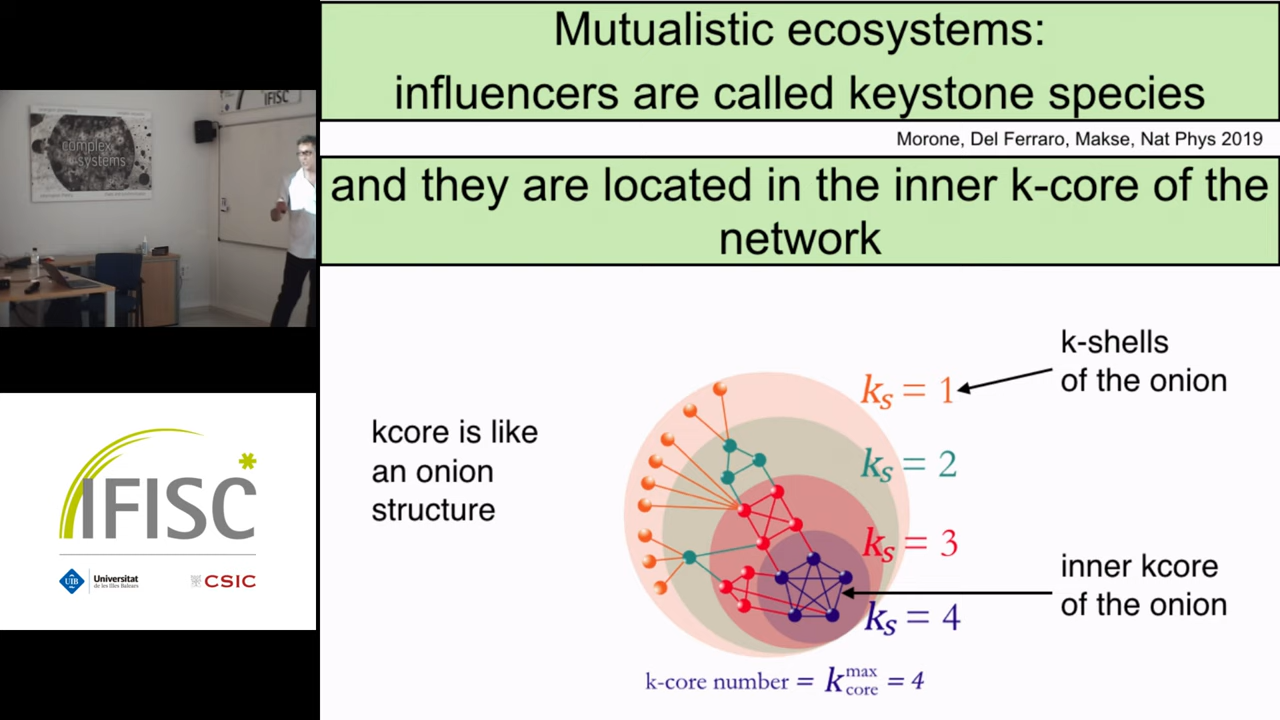 Mutualistic ecosystems:
influencers are called keystone species
Morone, Del Ferraro, Makse, Nat Phys 2019
and they are located in the inner k-core of the
network
kcore is like
an onion
structure
k-shells
of the onion
kₛ = 1
kₛ = 2
kₛ = 3
inner kcore
of the onion
kₛ = 4
k-core number = k_core^max = 4
IFISC
complex
systems
IFISC
UIB
Universitat
de les Illes Balears
CSIC